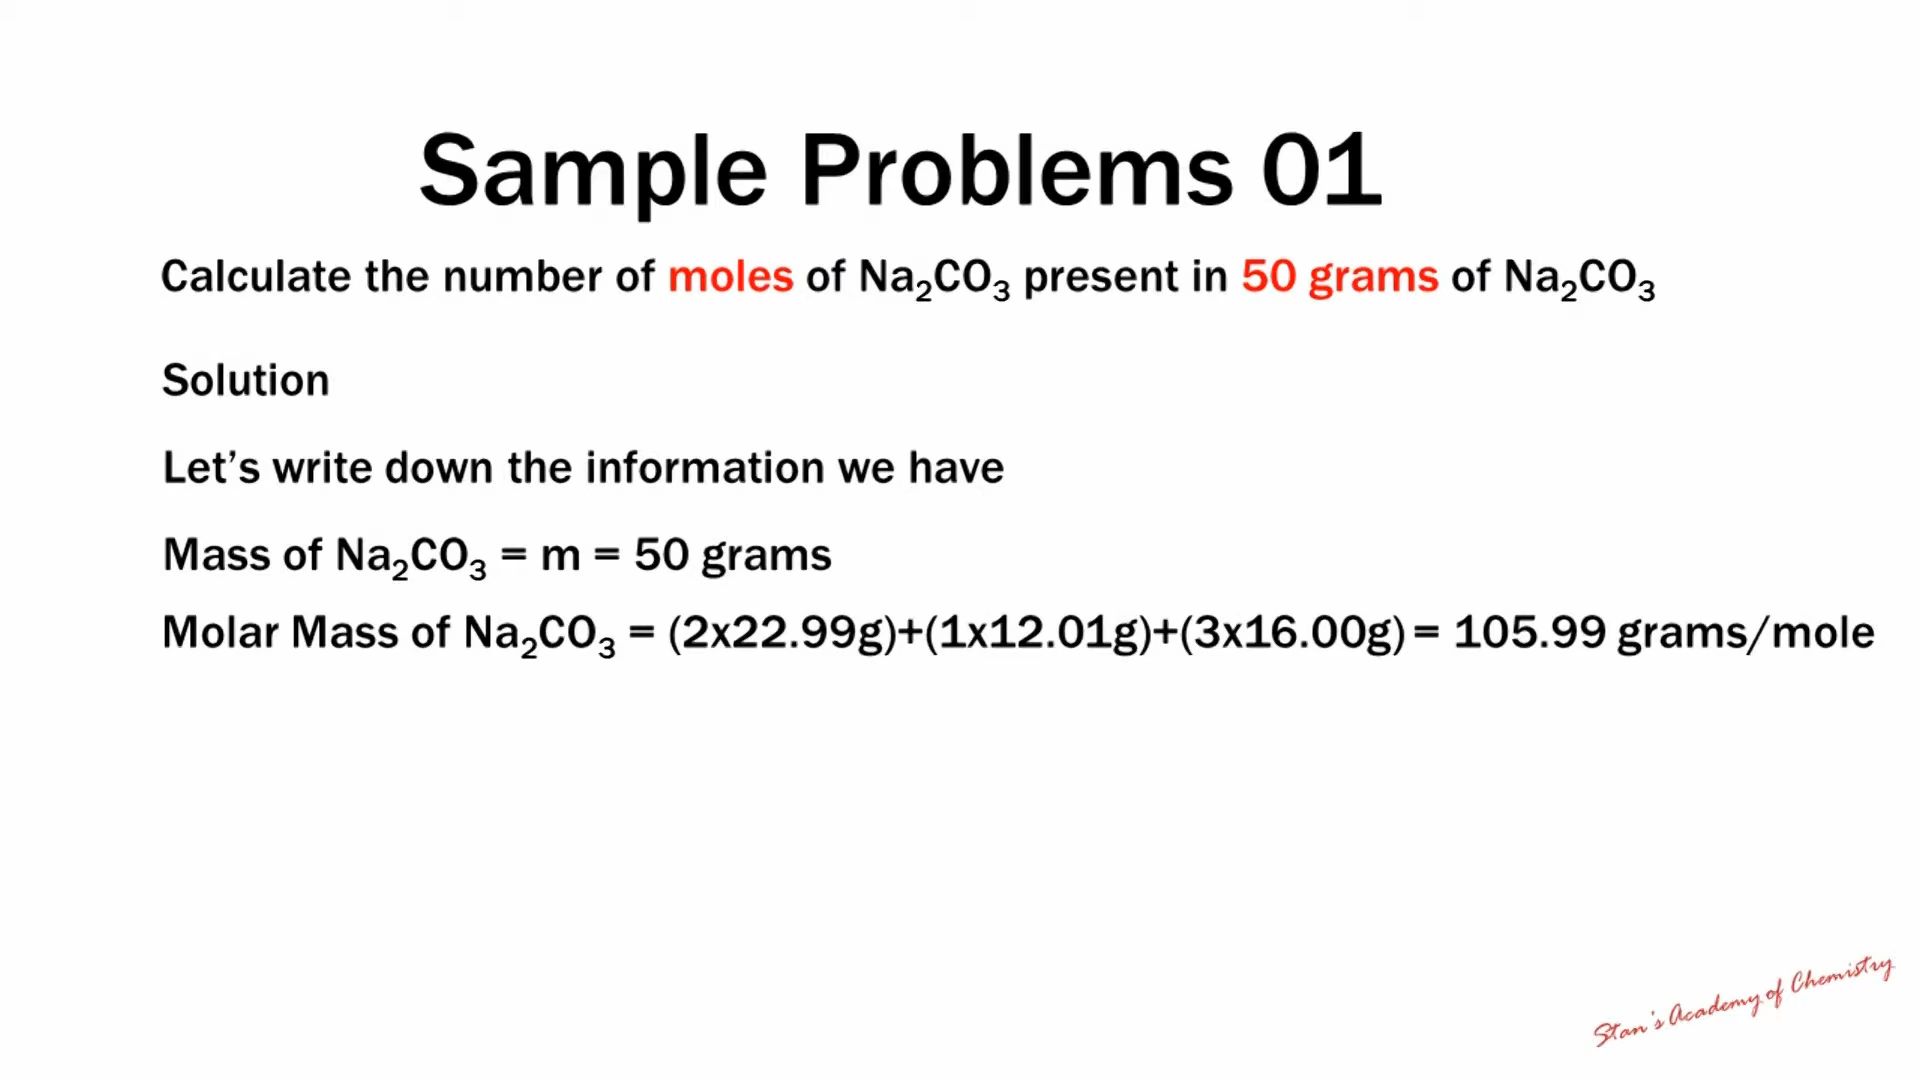 Sample Problems 01
Calculate the number of moles of Na₂CO₃ present in 50 grams of Na₂CO₃
Solution
Let’s write down the information we have
Mass of Na₂CO₃ = m = 50 grams
Molar Mass of Na₂CO₃ = (2x22.99g)+(1x12.01g)+(3x16.00g) = 105.99 grams/mole
Stan's Academy of Chemistry